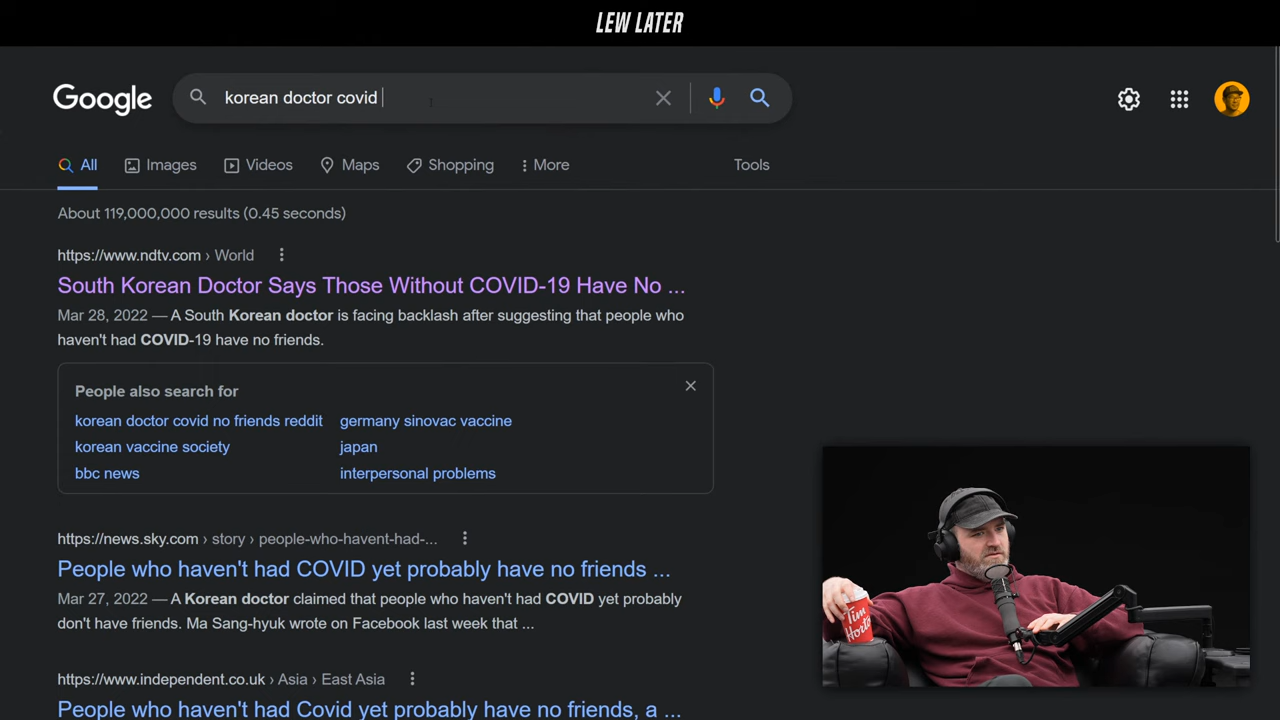 LEW LATER
Google
korean doctor covid
All
Images
Videos
Maps
Shopping
More
Tools
About 119,000,000 results (0.45 seconds)
https://www.ndtv.com › World
South Korean Doctor Says Those Without COVID-19 Have No ...
Mar 28, 2022 — A South Korean doctor is facing backlash after suggesting that people who
haven't had COVID-19 have no friends.
People also search for
korean doctor covid no friends reddit
germany sinovac vaccine
korean vaccine society
japan
bbc news
interpersonal problems
https://news.sky.com › story › people-who-havent-had-...
People who haven't had COVID yet probably have no friends ...
Mar 27, 2022 — A Korean doctor claimed that people who haven't had COVID yet probably
don't have friends. Ma Sang-hyuk wrote on Facebook last week that ...
https://www.independent.co.uk › Asia › East Asia
People who haven't had Covid yet probably have no friends, a ...
Tim
Horto